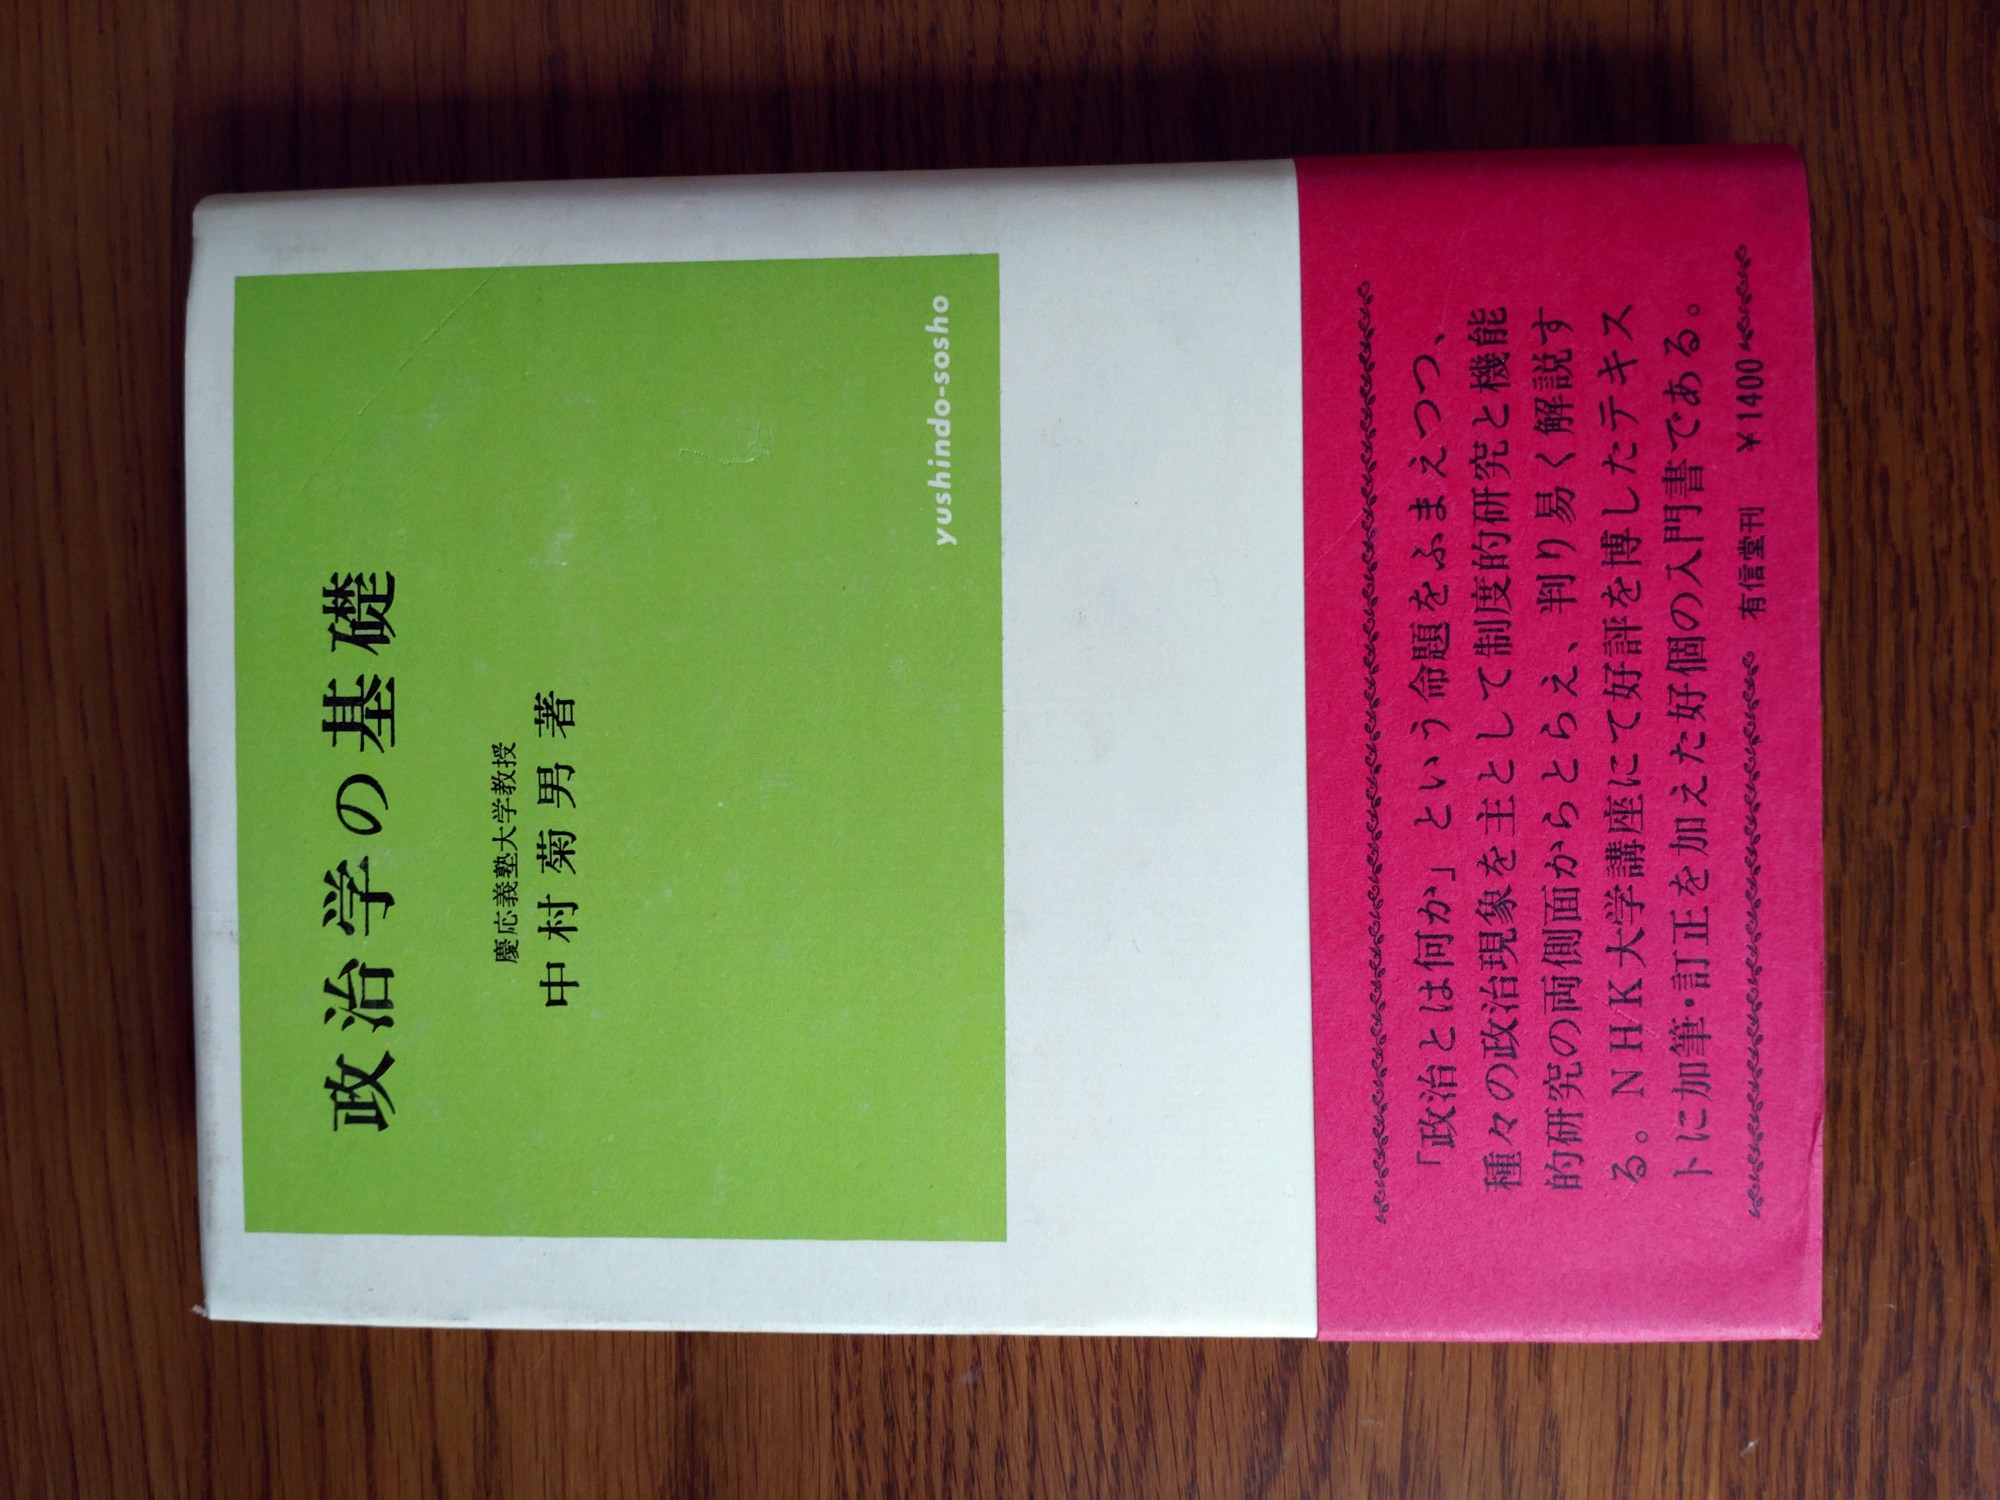 政治学の基礎
慶応義塾大学教授
中村菊男著
yushindo-sosho
「政治とは何か」という命題をふまえつつ、
種々の政治現象を主として制度的研究と機能
的研究の両側面からとらえ、判り易く解説す
る。NHK大学講座にて好評を博したテキス
トに加筆・訂正を加えた好個の入門書である。
有信堂刊 ¥1400